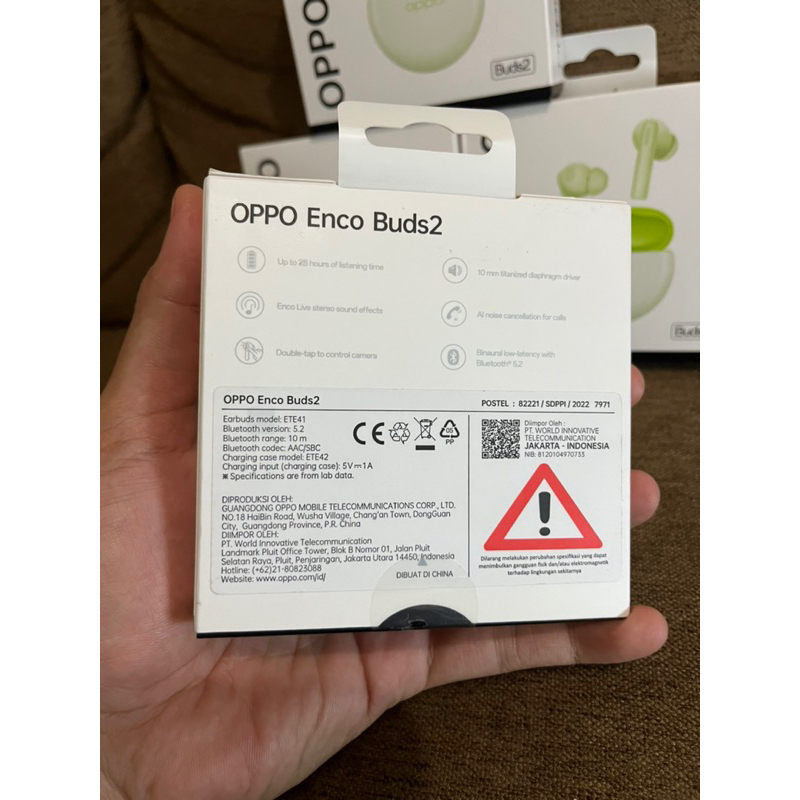 OPPO
OPPO
Buds2
OPPO
OPPO Enco Buds2
Up to 28 hours of listening time
10 mm titanized diaphragm driver
Enco Live stereo sound effects
AI noise cancellation for calls
Double-tap to control camera
Binaural low-latency with
Bluetooth® 5.2
OPPO Enco Buds2
POSTEL : 82221 / SDPPI / 2022 7971
Earbuds model: ETE41
Bluetooth version: 5.2
Bluetooth range: 10 m
Bluetooth codec: AAC/SBC
Charging case model: ETE42
Charging input (charging case): 5V⎓1A
※ Specifications are from lab data.
CE
05
PP
Diimpor Oleh :
PT. WORLD INNOVATIVE
TELECOMMUNICATION
JAKARTA - INDONESIA
NIB: 8120104970733
DIPRODUKSI OLEH:
GUANGDONG OPPO MOBILE TELECOMMUNICATIONS CORP., LTD.
NO.18 HaiBin Road, Wusha Village, Chang'an Town, DongGuan
City, Guangdong Province, P.R. China
DIIMPOR OLEH:
PT. World Innovative Telecommunication
Landmark Pluit Office Tower, Blok B Nomor 01, Jalan Pluit
Selatan Raya, Pluit, Penjaringan, Jakarta Utara 14450, Indonesia
Hotline: (+62)21-80823088
Website: www.oppo.com/id/
DIBUAT DI CHINA
!
Dilarang melakukan perubahan spesifikasi yang dapat
menimbulkan gangguan fisik dan/atau elektromagnetik
terhadap lingkungan sekitarnya